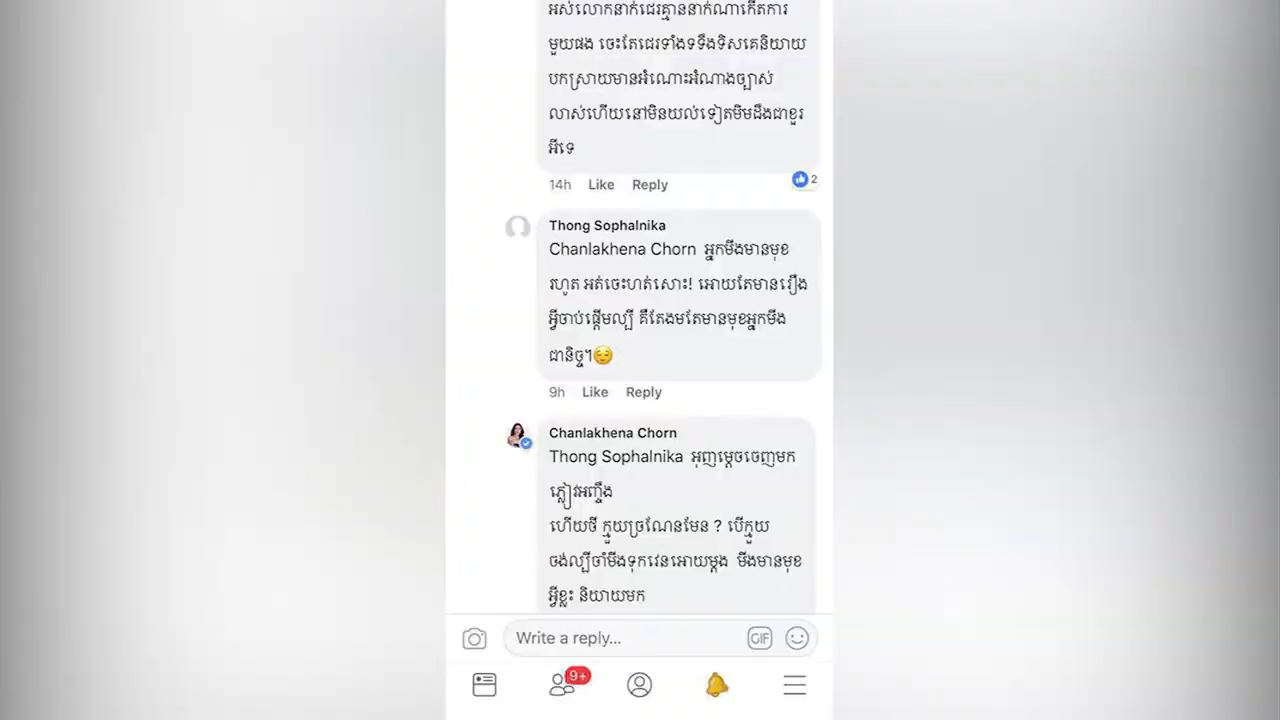 អស់លោកនាក់ជេរគ្មាននាក់ណាកើតការ
មួយផង ចេះតែជេរទាំងទទឹងទិសគេនិយាយ
បកស្រាយមានអំណោះអំណាងច្បាស់
លាស់ហើយនៅមិនយល់ទៀតមិមដឹងជាខួរ
អីទេ
14h Like Reply 2
Thong Sophalnika
Chanlakhena Chorn អ្នកមីងមានមុខ
រហូត អត់ចេះហត់សោះ! អោយតែមានរឿង
អ្វីចាប់ផ្តើមល្បី គឺតែងមតែមានមុខអ្នកមីង
ជានិច្ច។😌
9h Like Reply
Chanlakhena Chorn
Thong Sophalnika អុញម្តេចចេញមក
ភ្លៀវអញ្ចឹង
ហើយថី ក្មួយច្រណែនមែន ? បើក្មួយ
ចង់ល្បីចាំមីងទុកវេនអោយម្តង មីងមានមុខ
អ្វីខ្លះ និយាយមក
Write a reply... GIF
9+